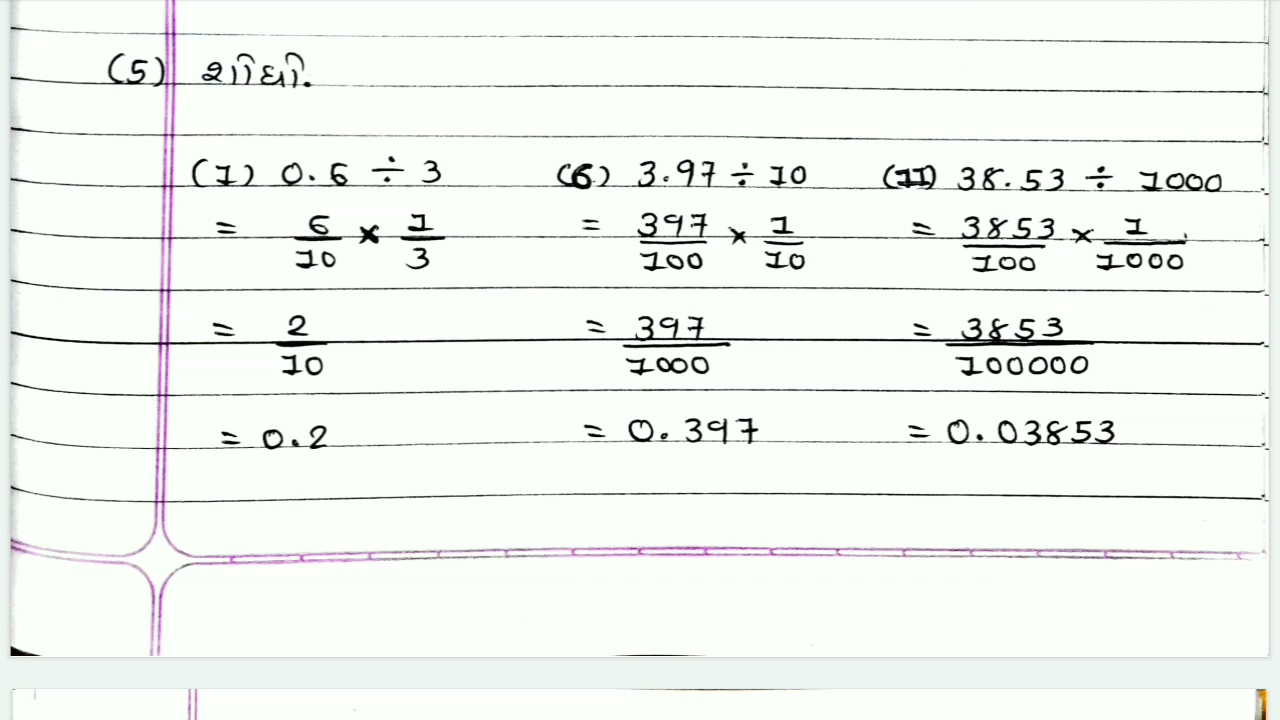 (5) શોધો.
(1) 0.6 ÷ 3 (6) 3.97 ÷ 10 (11) 38.53 ÷ 1000
= 6/10 × 1/3 = 397/100 × 1/10 = 3853/100 × 1/1000
= 2/10 = 397/1000 = 3853/100000
= 0.2 = 0.397 = 0.03853